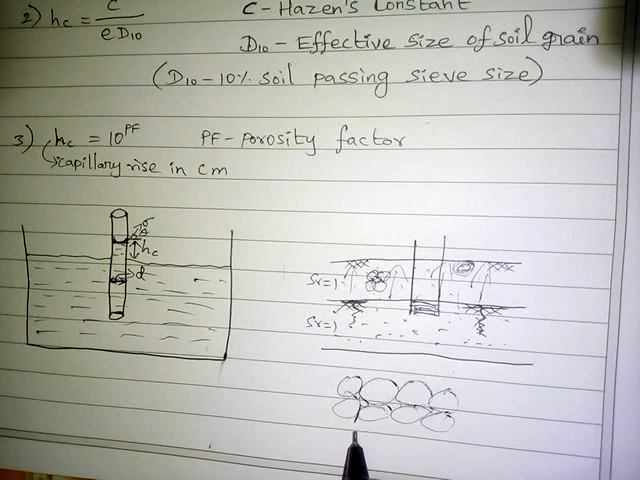 2) hc = C / eD10 C - Hazen's Constant
D10 - Effective size of soil grain
(D10 - 10% soil passing sieve size)
3) hc = 10^PF PF - Porosity factor
capillary rise in cm
σ
θ
hc
d
Sr=1
Sr=1